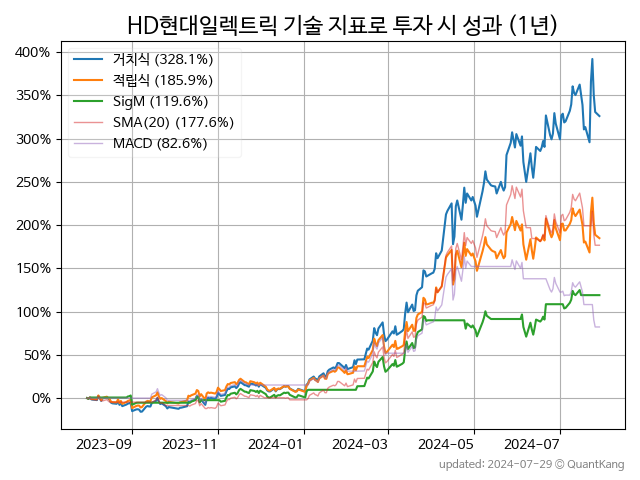 HD현대일렉트릭 기술 지표로 투자 시 성과 (1년)
400%
350%
300%
250%
200%
150%
100%
50%
0%
거치식 (328.1%)
적립식 (185.9%)
SigM (119.6%)
SMA(20) (177.6%)
MACD (82.6%)
2023-09 2023-11 2024-01 2024-03 2024-05 2024-07
updated: 2024-07-29 © QuantKang